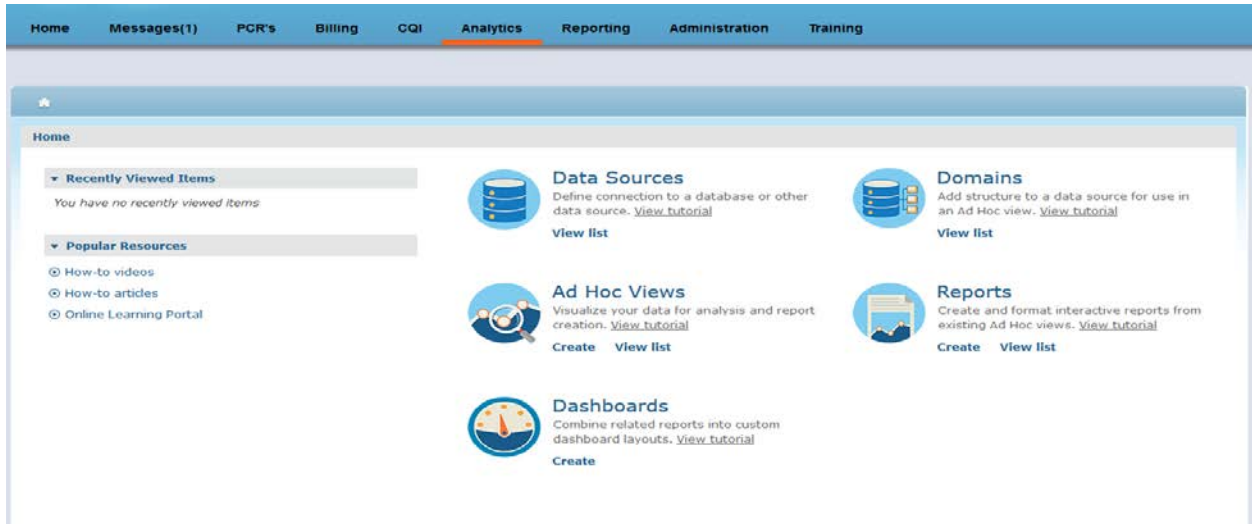 Home Messages(1) PCR's Billing CQI Analytics Reporting Administration Training
Home
Recently Viewed Items
You have no recently viewed items
Popular Resources
How-to videos
How-to articles
Online Learning Portal
Data Sources
Define connection to a database or other
data source. View tutorial
View list
Domains
Add structure to a data source for use in
an Ad Hoc view. View tutorial
View list
Ad Hoc Views
Visualize your data for analysis and report
creation. View tutorial
Create View list
Reports
Create and format interactive reports from
existing Ad Hoc views. View tutorial
Create View list
Dashboards
Combine related reports into custom
dashboard layouts. View tutorial
Create